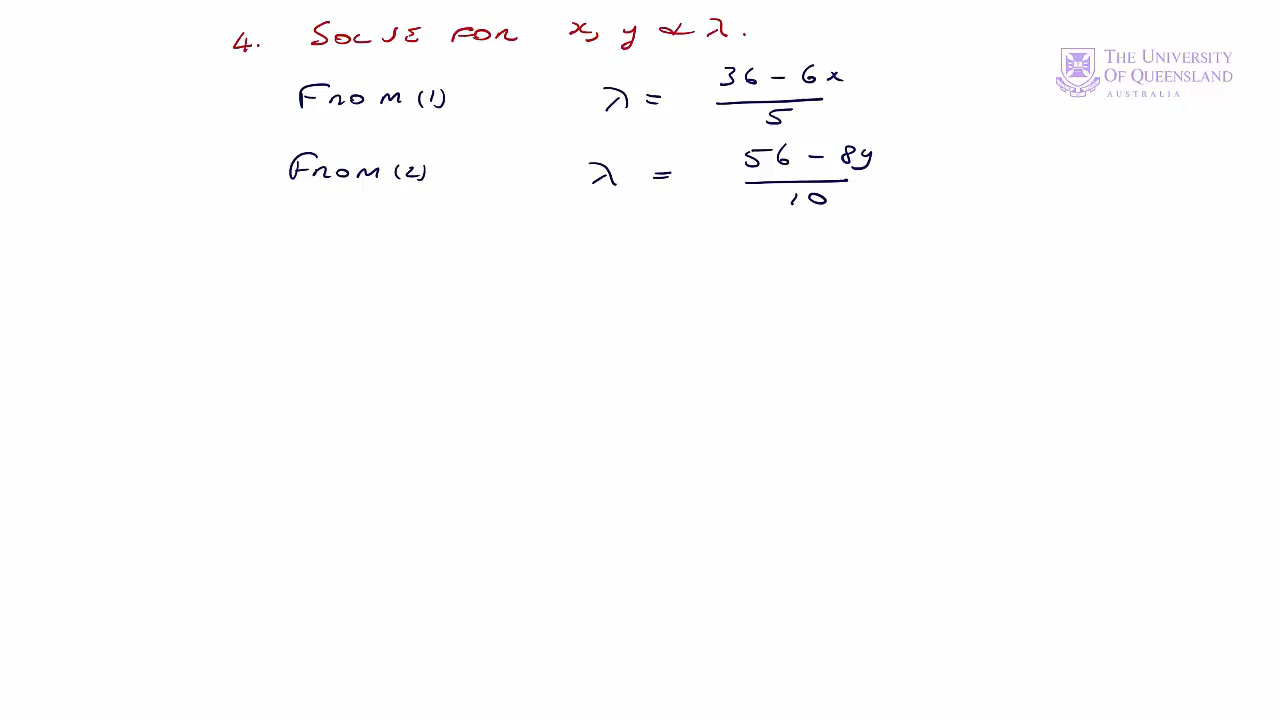 4. SOLVE FOR x, y & λ.
THE UNIVERSITY
OF QUEENSLAND
AUSTRALIA
FROM (1) λ = 36 - 6x / 5
FROM (2) λ = 56 - 8y / 10